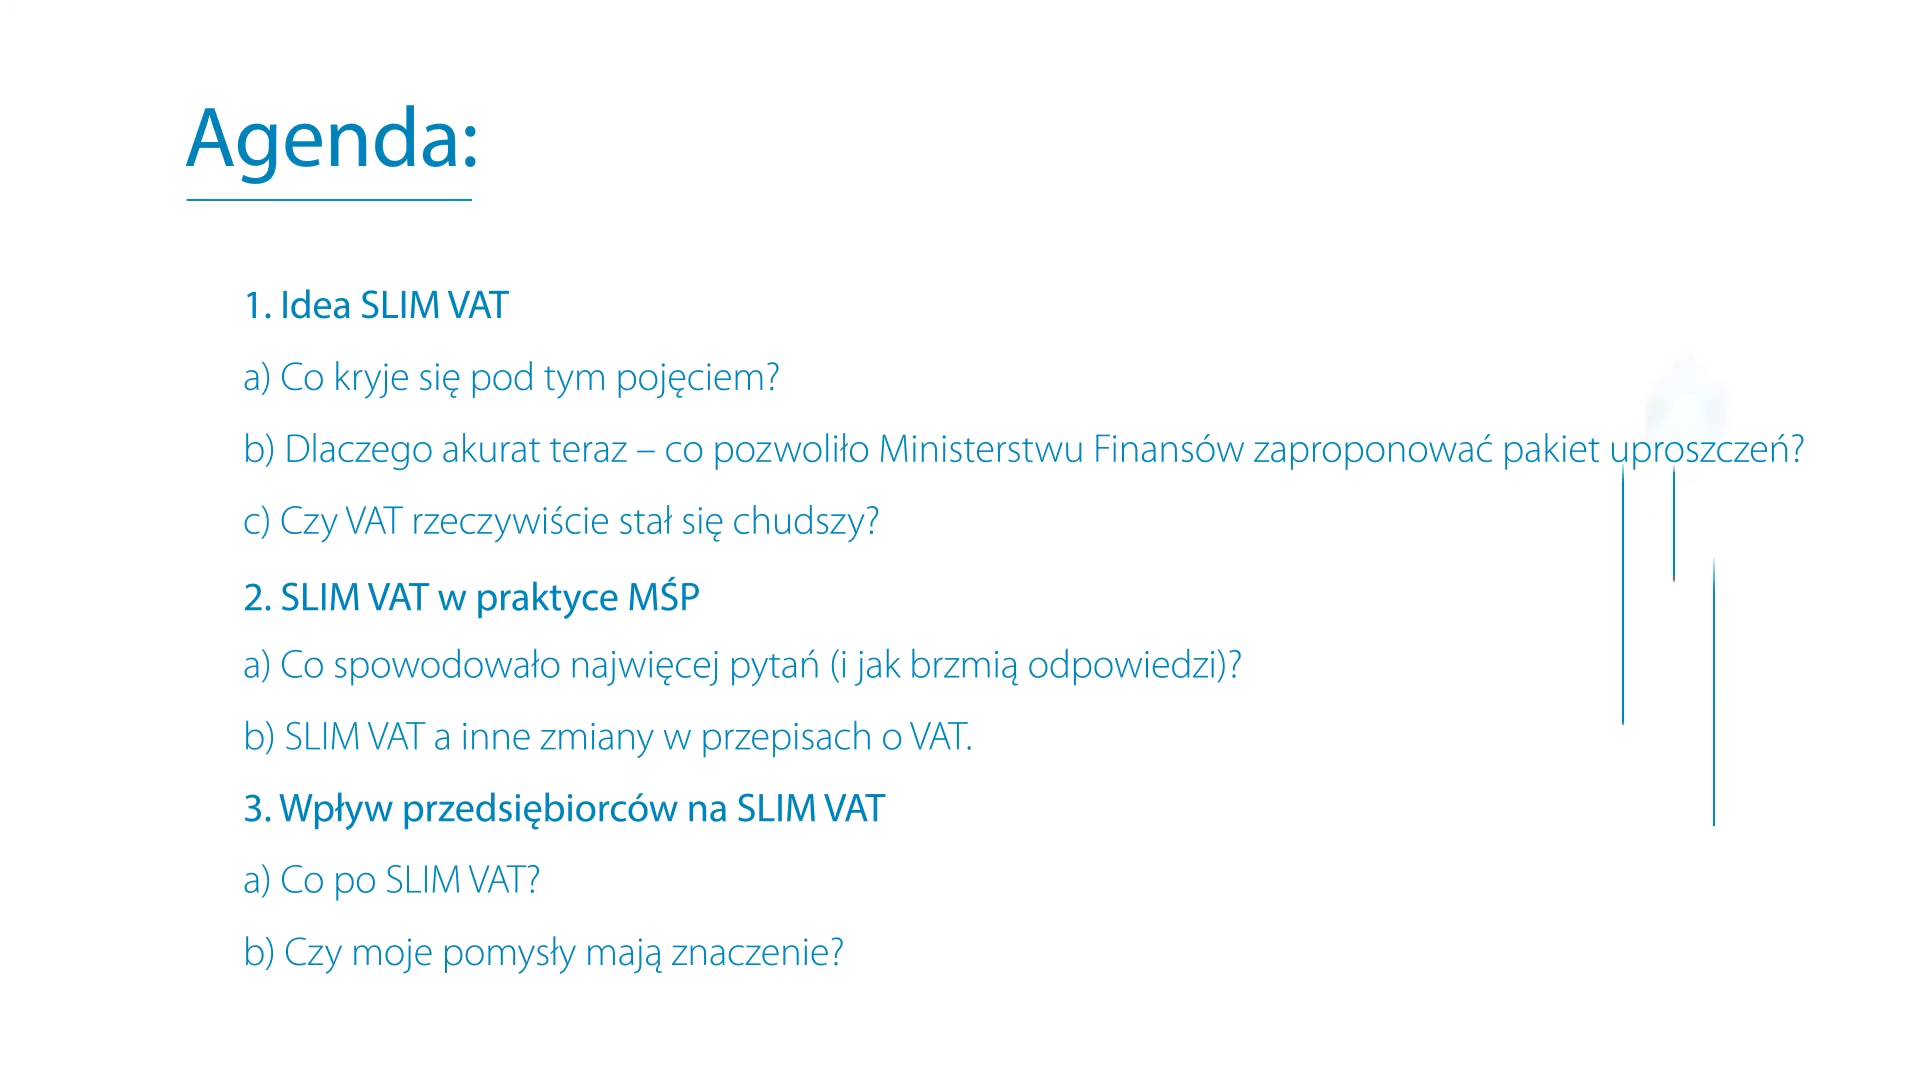 Agenda:
1. Idea SLIM VAT
a) Co kryje się pod tym pojęciem?
b) Dlaczego akurat teraz – co pozwoliło Ministerstwu Finansów zaproponować pakiet uproszczeń?
c) Czy VAT rzeczywiście stał się chudszy?
2. SLIM VAT w praktyce MŚP
a) Co spowodowało najwięcej pytań (i jak brzmią odpowiedzi)?
b) SLIM VAT a inne zmiany w przepisach o VAT.
3. Wpływ przedsiębiorców na SLIM VAT
a) Co po SLIM VAT?
b) Czy moje pomysły mają znaczenie?